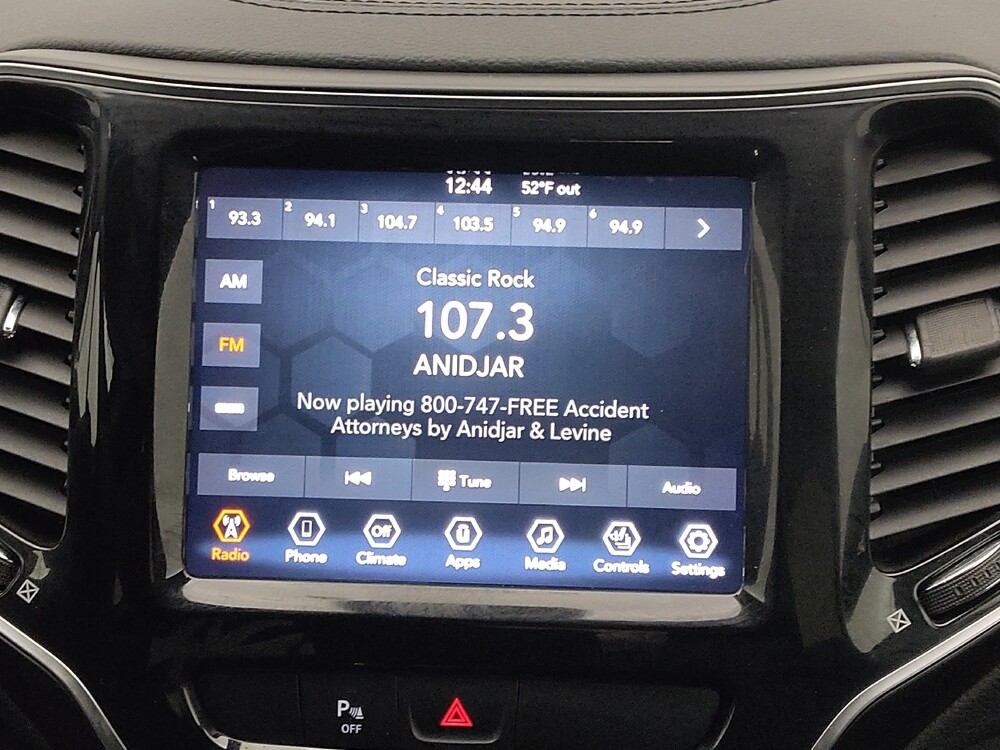 12:44 52°F out
1 93.3 2 94.1 3 104.7 4 103.5 5 94.9 6 94.9
AM
Classic Rock
107.3
FM
ANIDJAR
Now playing 800-747-FREE Accident
Attorneys by Anidjar & Levine
Browse Tune Audio
Radio Phone Off Climate Apps Media Controls Settings
P OFF